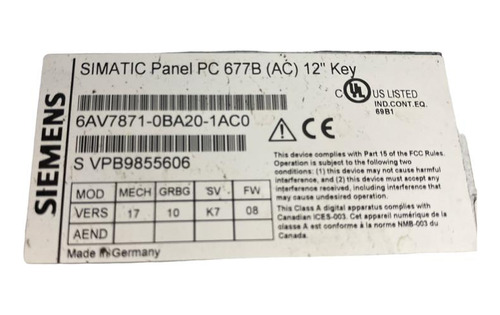 SIEMENS
SIMATIC Panel PC 677B (AC) 12" Key
6AV7871-0BA20-1AC0
S VPB9855606
C UL US LISTED
IND.CONT.EQ.
69B1
This device complies with Part 15 of the FCC Rules.
Operation is subject to the following two
conditions: (1) this device may not cause harmful
interference, and (2) this device must accept any
interference received, including interference that
may cause undesired operation.
This Class A digital apparatus complies with
Canadian ICES-003. Cet appareil numérique de la
classe A est conforme à la norme NMB-003 du
Canada.
MOD MECH GRBG SV FW
VERS 17 10 K7 08
AEND
Made in Germany